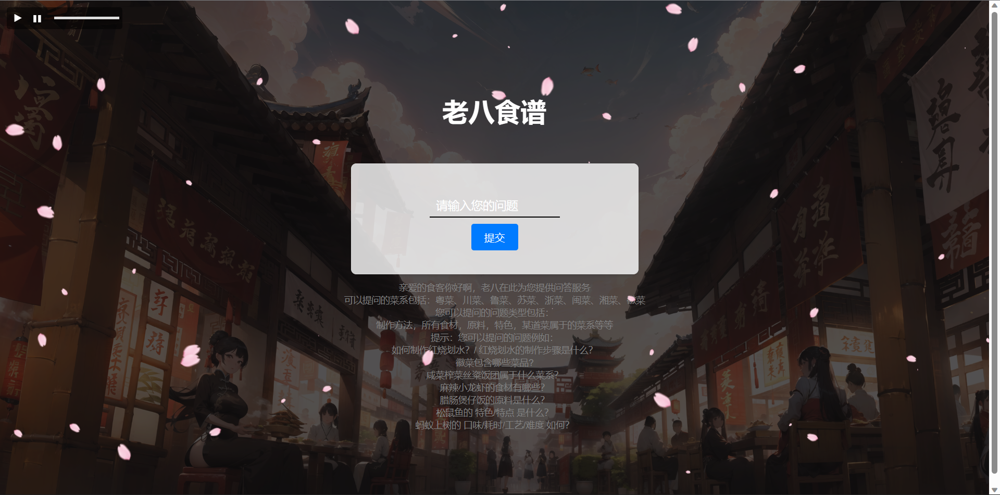 老八食谱
请输入您的问题
提交
亲爱的食客你好啊，老八在此为您提供问答服务
可以提问的菜系包括：粤菜、川菜、鲁菜、苏菜、浙菜、闽菜、湘菜、徽菜
您可以提问的问题类型包括：
制作方法，所有食材，原料，特色，某道菜属于的菜系等等
提示：您可以提问的问题例如：
如何制作红烧划水？/ 红烧划水的制作步骤是什么？
徽菜包含哪些菜品？
咸菜榨菜丝粢饭团属于什么菜系？
麻辣小龙虾的食材有哪些？
腊肠煲仔饭的原料是什么？
松鼠鱼的 特色/特点 是什么？
蚂蚁上树的 口味/耗时/工艺/难度 如何？